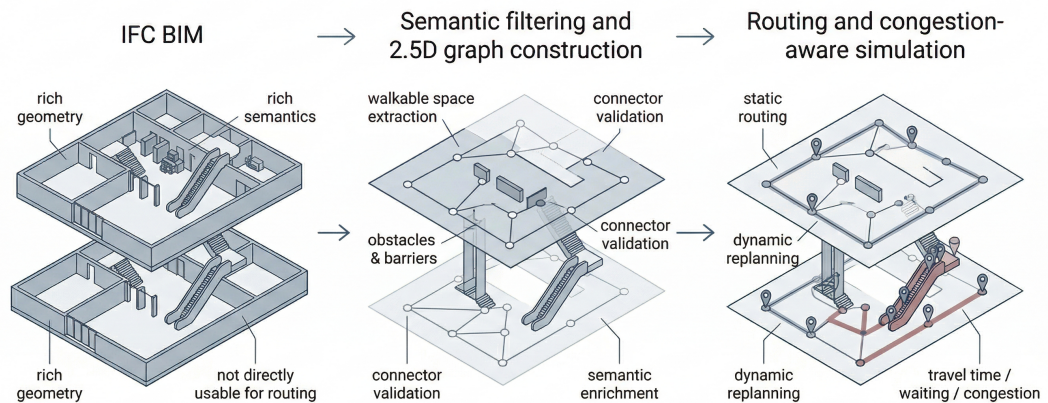 IFC BIM
Semantic filtering and
2.5D graph construction
Routing and congestion-
aware simulation
rich
geometry
rich
semantics
rich
geometry
not directly
usable for routing
walkable space
extraction
connector
validation
obstacles
& barriers
connector
validation
connector
validation
semantic
enrichment
static
routing
dynamic
replanning
dynamic
replanning
travel time /
waiting / congestion